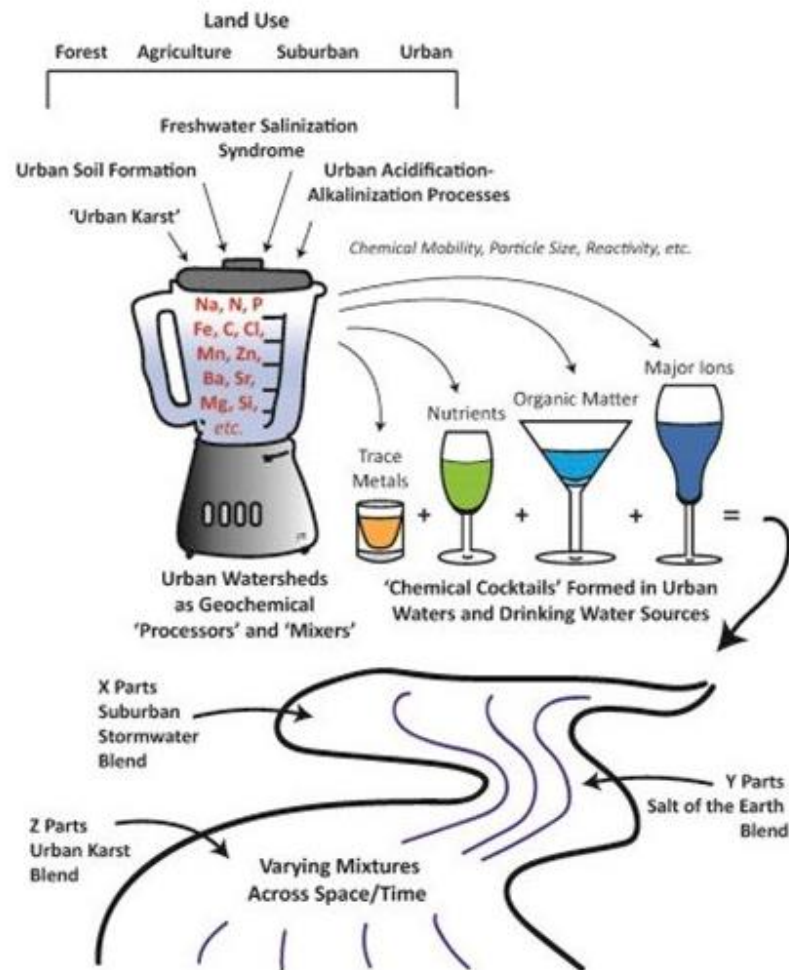 Land Use
Forest Agriculture Suburban Urban
Freshwater Salinization
Syndrome
Urban Soil Formation
Urban Acidification-
Alkalinization Processes
'Urban Karst'
Chemical Mobility, Particle Size, Reactivity, etc.
Na, N, P
Fe, C, Cl,
Mn, Zn,
Ba, Sr,
Mg, Si,
etc.
Major Ions
Organic Matter
Nutrients
Trace
Metals
+ + + =
Urban Watersheds
as Geochemical
'Processors' and 'Mixers'
'Chemical Cocktails' Formed in Urban
Waters and Drinking Water Sources
X Parts
Suburban
Stormwater
Blend
Y Parts
Salt of the Earth
Blend
Z Parts
Urban Karst
Blend
Varying Mixtures
Across Space/Time